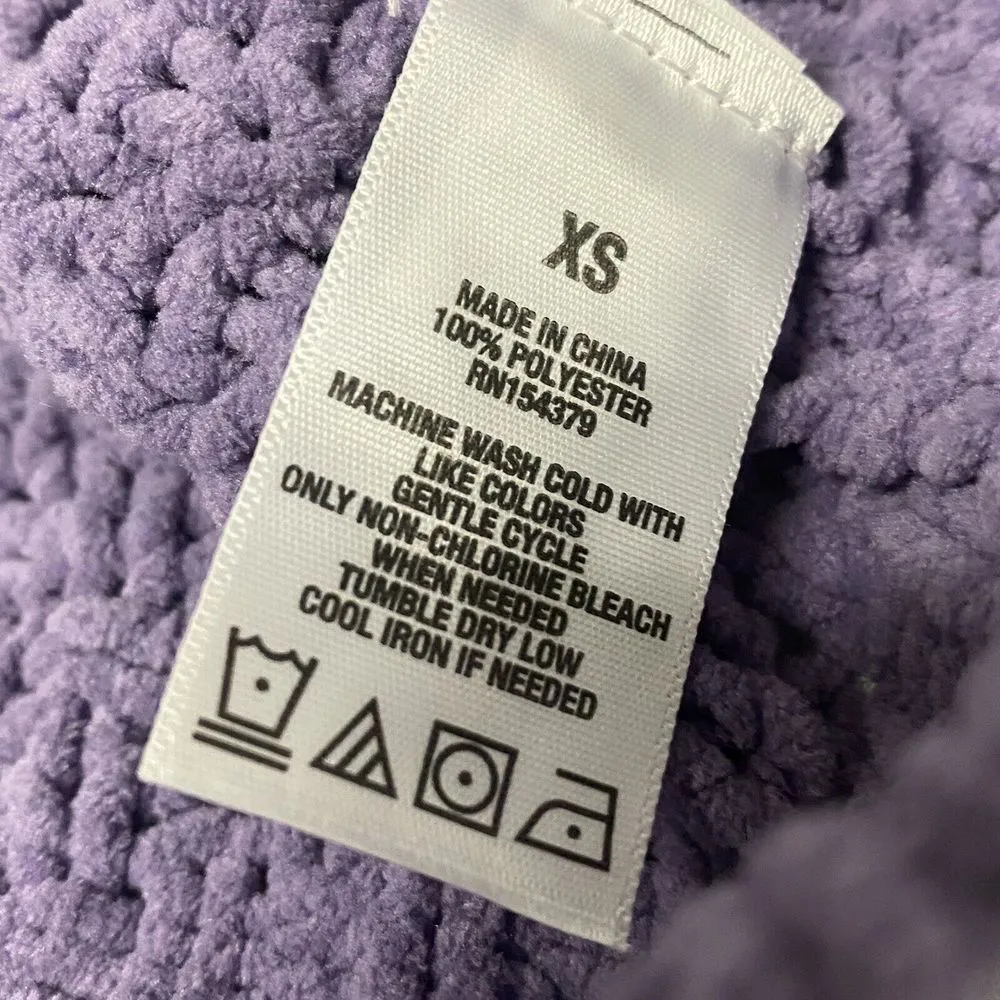 XS
MADE IN CHINA
100% POLYESTER
RN154379
MACHINE WASH COLD WITH
LIKE COLORS
GENTLE CYCLE
ONLY NON-CHLORINE BLEACH
WHEN NEEDED
TUMBLE DRY LOW
COOL IRON IF NEEDED